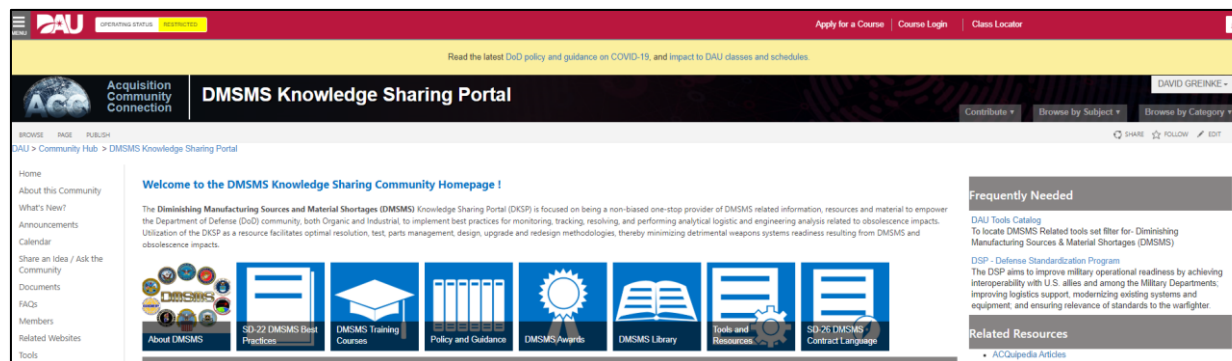 MENU
DAU
OPERATING STATUS RESTRICTED
Apply for a Course | Course Login | Class Locator
Read the latest DoD policy and guidance on COVID-19, and impact to DAU classes and schedules.
ACC
Acquisition
Community
Connection
DMSMS Knowledge Sharing Portal
DAVID GREINKE
Contribute
Browse by Subject
Browse by Category
BROWSE PAGE PUBLISH
SHARE FOLLOW EDIT
DAU > Community Hub > DMSMS Knowledge Sharing Portal
Home
About this Community
What's New?
Announcements
Calendar
Share an Idea / Ask the
Community
Documents
FAQs
Members
Related Websites
Tools
Welcome to the DMSMS Knowledge Sharing Community Homepage !
The Diminishing Manufacturing Sources and Material Shortages (DMSMS) Knowledge Sharing Portal (DKSP) is focused on being a non-biased one-stop provider of DMSMS related information, resources and material to empower
the Department of Defense (DoD) community, both Organic and Industrial, to implement best practices for monitoring, tracking, resolving, and performing analytical logistic and engineering analysis related to obsolescence impacts.
Utilization of the DKSP as a resource facilitates optimal resolution, test, parts management, design, upgrade and redesign methodologies, thereby minimizing detrimental weapons systems readiness resulting from DMSMS and
obsolescence impacts.
DMSMS
About DMSMS
SD-22 DMSMS Best
Practices
DMSMS Training
Courses
Policy and Guidance
DMSMS Awards
DMSMS Library
Tools and
Resources
SD-26 DMSMS
Contract Language
Frequently Needed
DAU Tools Catalog
To locate DMSMS Related tools set filter for- Diminishing
Manufacturing Sources & Material Shortages (DMSMS)
DSP - Defense Standardization Program
The DSP aims to improve military operational readiness by achieving
interoperability with U.S. allies and among the Military Departments;
improving logistics support, modernizing existing systems and
equipment; and ensuring relevance of standards to the warfighter.
Related Resources
• ACQuipedia Articles